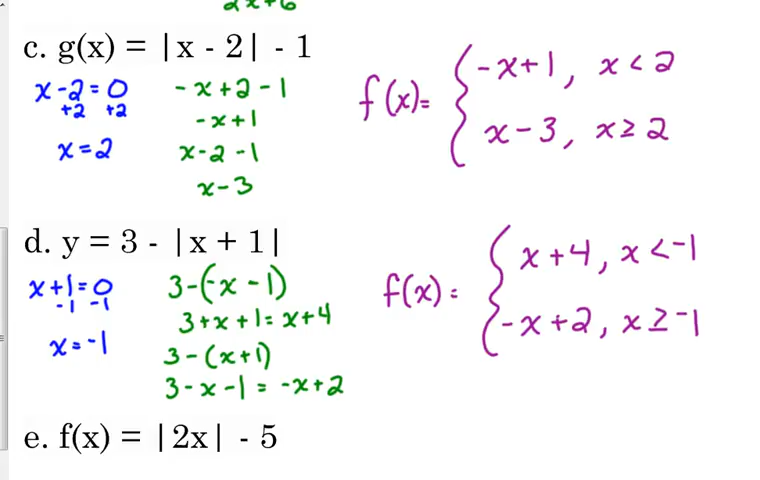 2x+6
c. g(x) = |x - 2| - 1
x-2=0
+2 +2
x=2
-x+2-1
-x+1
x-2-1
x-3
f(x)= { -x+1, x<2
x-3, x≥2
d. y = 3 - |x + 1|
x+1=0
-1 -1
x=-1
3-(-x-1)
3+x+1=x+4
3-(x+1)
3-x-1=-x+2
f(x)= { x+4, x<-1
-x+2, x≥-1
e. f(x) = |2x| - 5